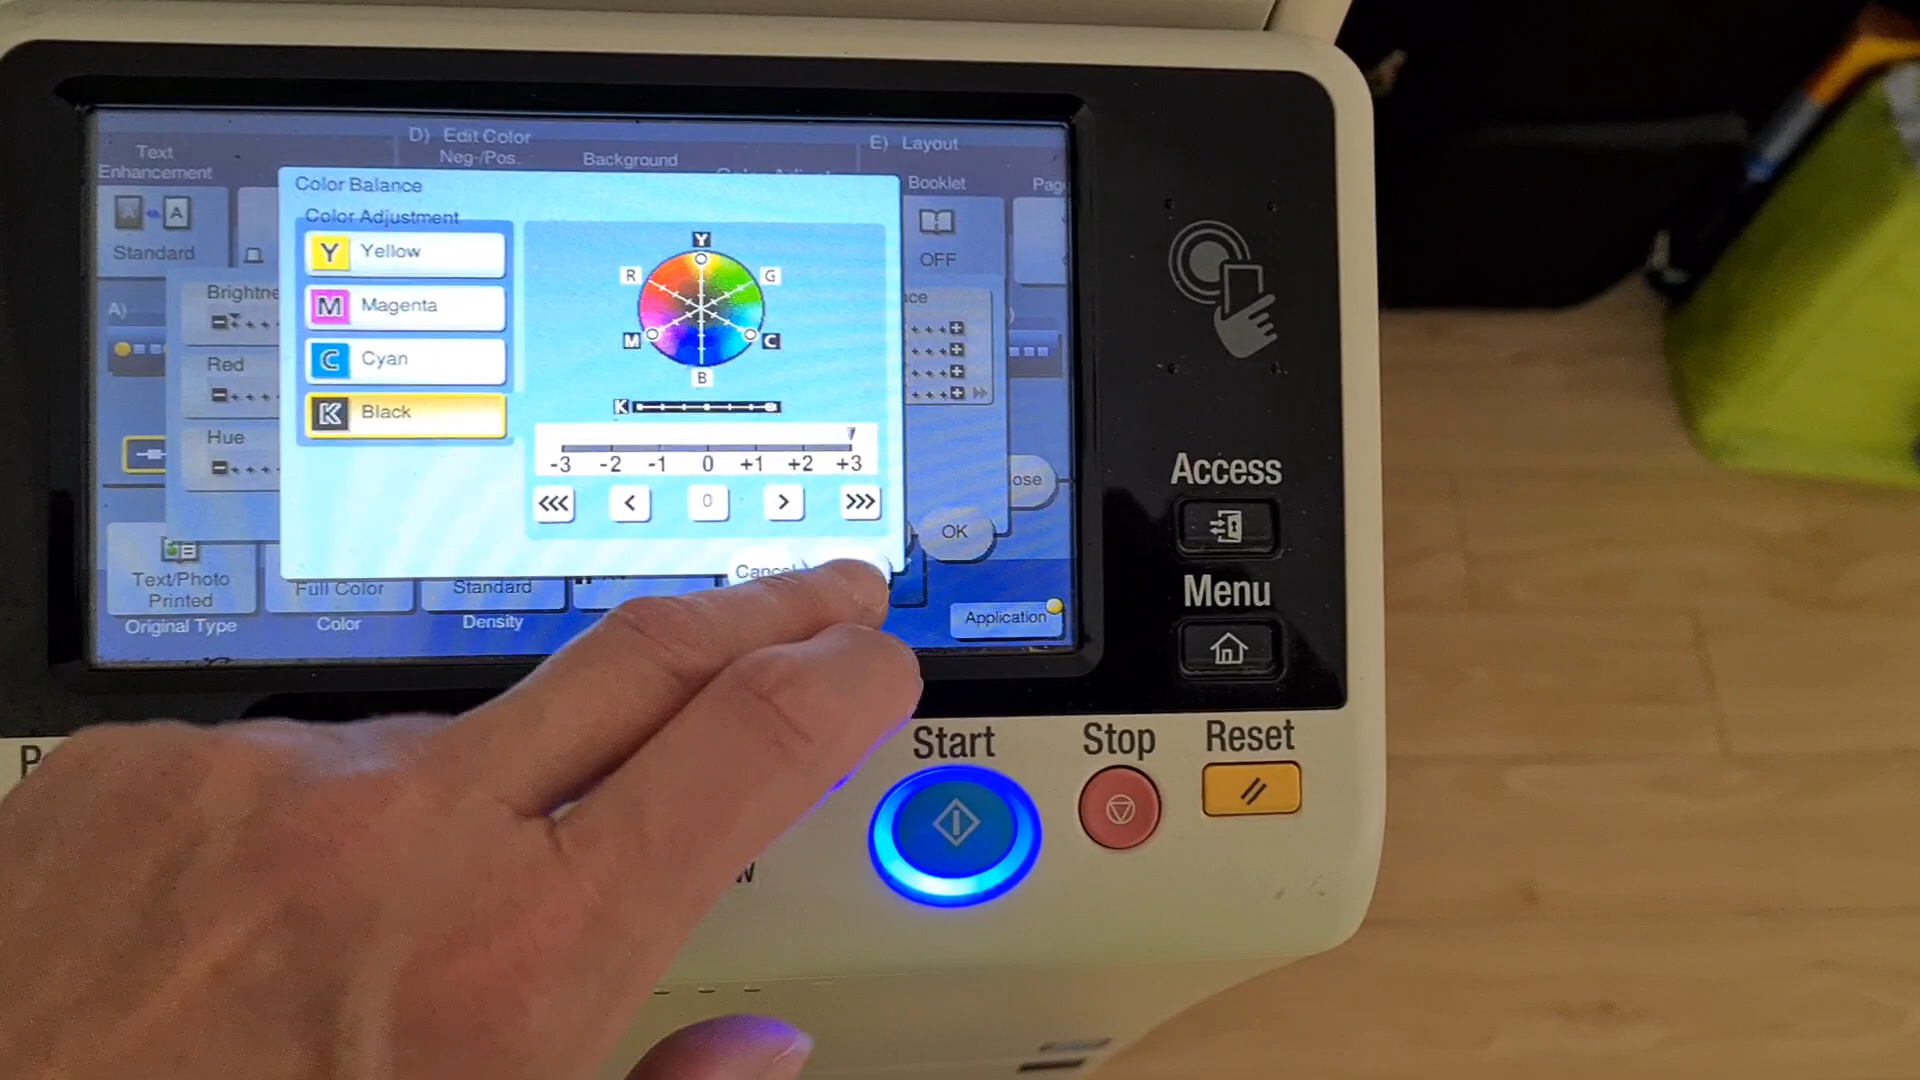 D) Edit Color
E) Layout
Text
Enhancement
Neg-/Pos.
Background
Booklet
Standard
OFF
A)
Red
Hue
Color Balance
Color Adjustment
Y Yellow
M Magenta
C Cyan
K Black
Y
R
G
M
C
B
K
-3 -2 -1 0 +1 +2 +3
<<< < 0 > >>>
OK
Text/Photo
Printed
Full Color
Standard
Original Type
Color
Density
Application
Access
Menu
Start
Stop
Reset